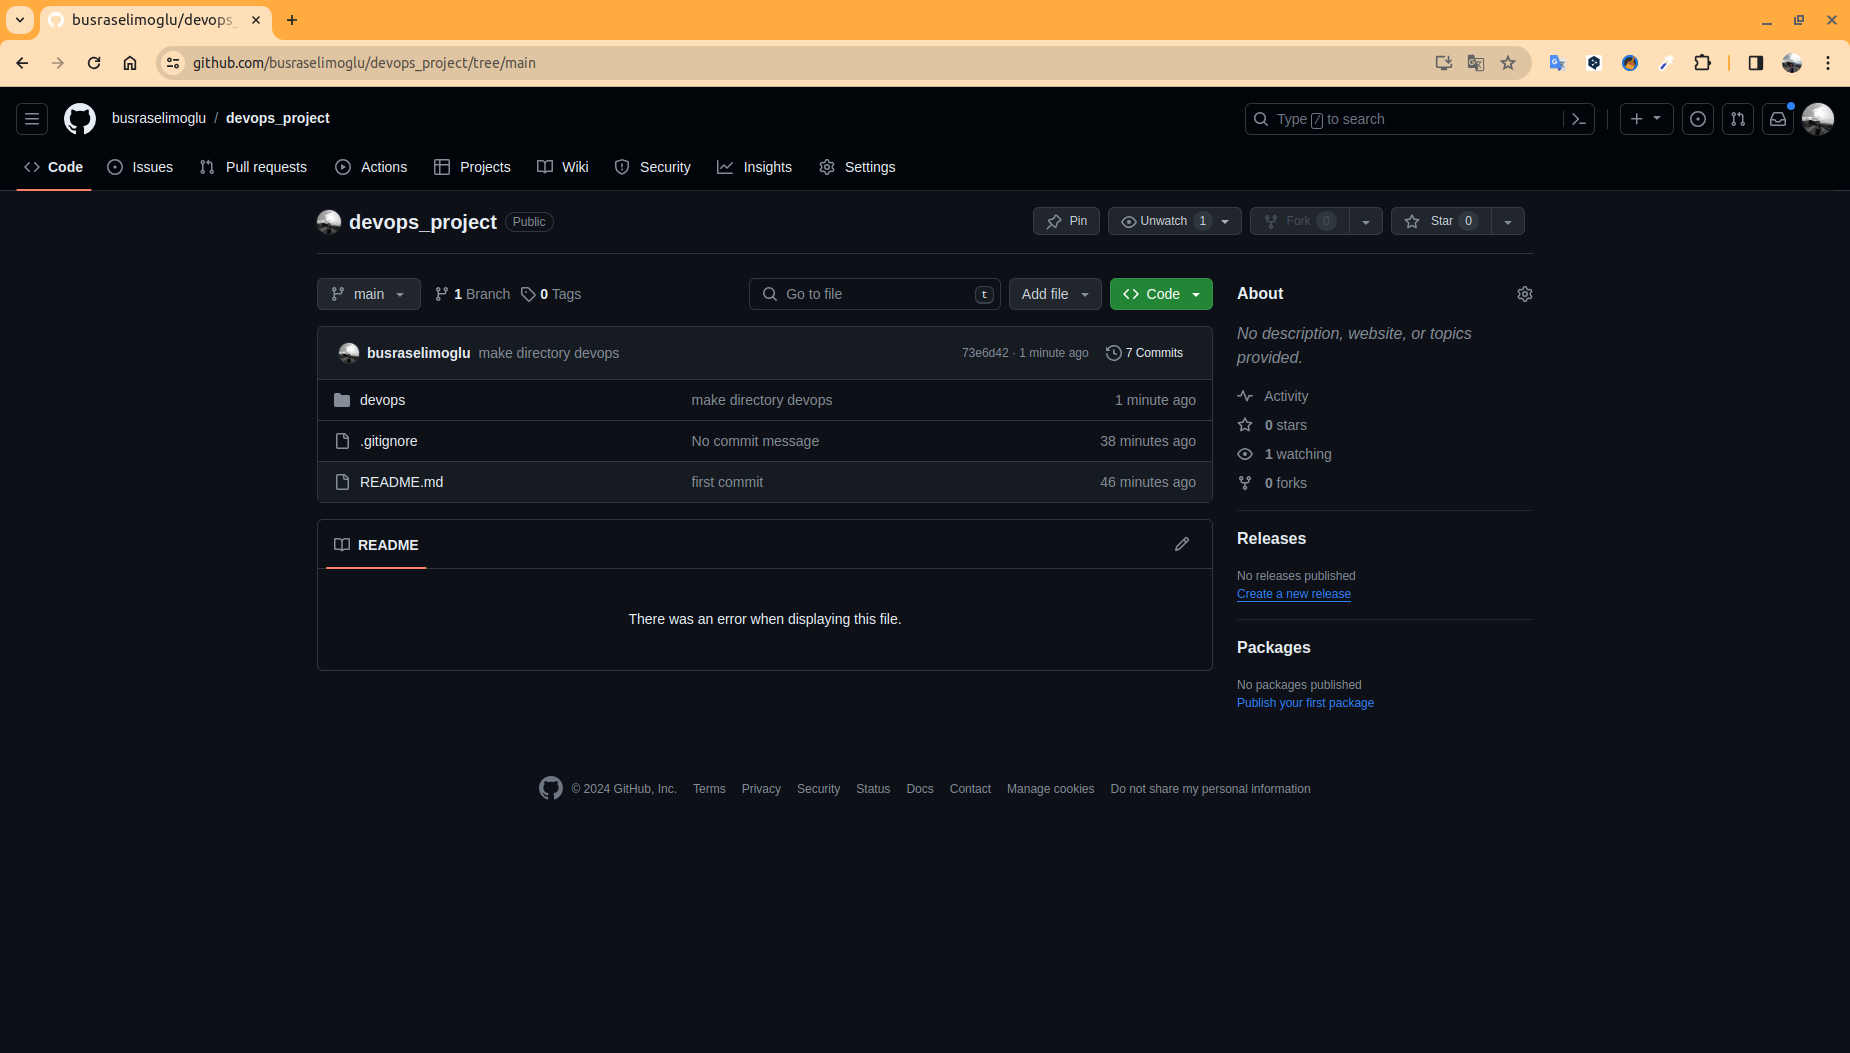 busraselimoglu/devops_
github.com/busraselimoglu/devops_project/tree/main
busraselimoglu / devops_project
Type / to search
Code Issues Pull requests Actions Projects Wiki Security Insights Settings
devops_project Public
Pin Unwatch 1 Fork 0 Star 0
main 1 Branch 0 Tags Go to file t Add file Code
busraselimoglu make directory devops 73e6d42 · 1 minute ago 7 Commits
devops make directory devops 1 minute ago
.gitignore No commit message 38 minutes ago
README.md first commit 46 minutes ago
README
There was an error when displaying this file.
About
No description, website, or topics
provided.
Activity
0 stars
1 watching
0 forks
Releases
No releases published
Create a new release
Packages
No packages published
Publish your first package
© 2024 GitHub, Inc. Terms Privacy Security Status Docs Contact Manage cookies Do not share my personal information